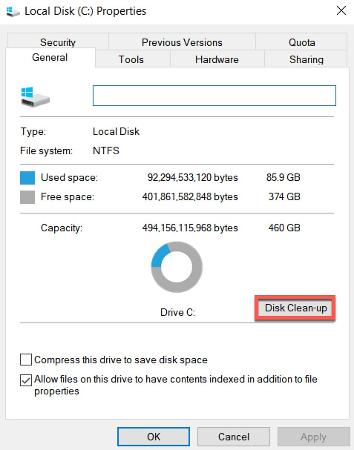 Local Disk (C:) Properties
Security Previous Versions Quota
General Tools Hardware Sharing
Type: Local Disk
File system: NTFS
Used space: 92,294,533,120 bytes 85.9 GB
Free space: 401,861,582,848 bytes 374 GB
Capacity: 494,156,115,968 bytes 460 GB
Drive C:
Disk Clean-up
Compress this drive to save disk space
Allow files on this drive to have contents indexed in addition to file
properties
OK Cancel Apply